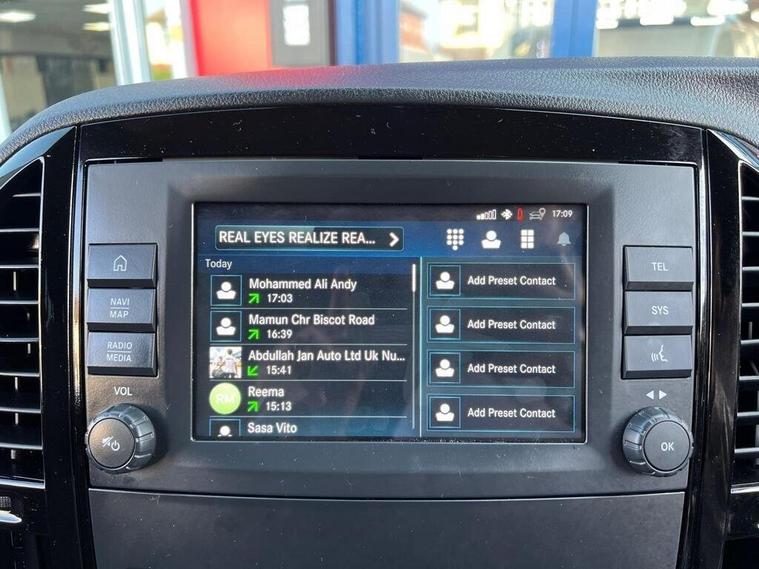 17:09
REAL EYES REALIZE REA...
Today
Mohammed Ali Andy
17:03
Mamun Chr Biscot Road
16:39
Abdullah Jan Auto Ltd Uk Nu...
15:41
RM
Reema
15:13
Sasa Vito
Add Preset Contact
Add Preset Contact
Add Preset Contact
Add Preset Contact
NAVI
MAP
RADIO
MEDIA
VOL
TEL
SYS
OK